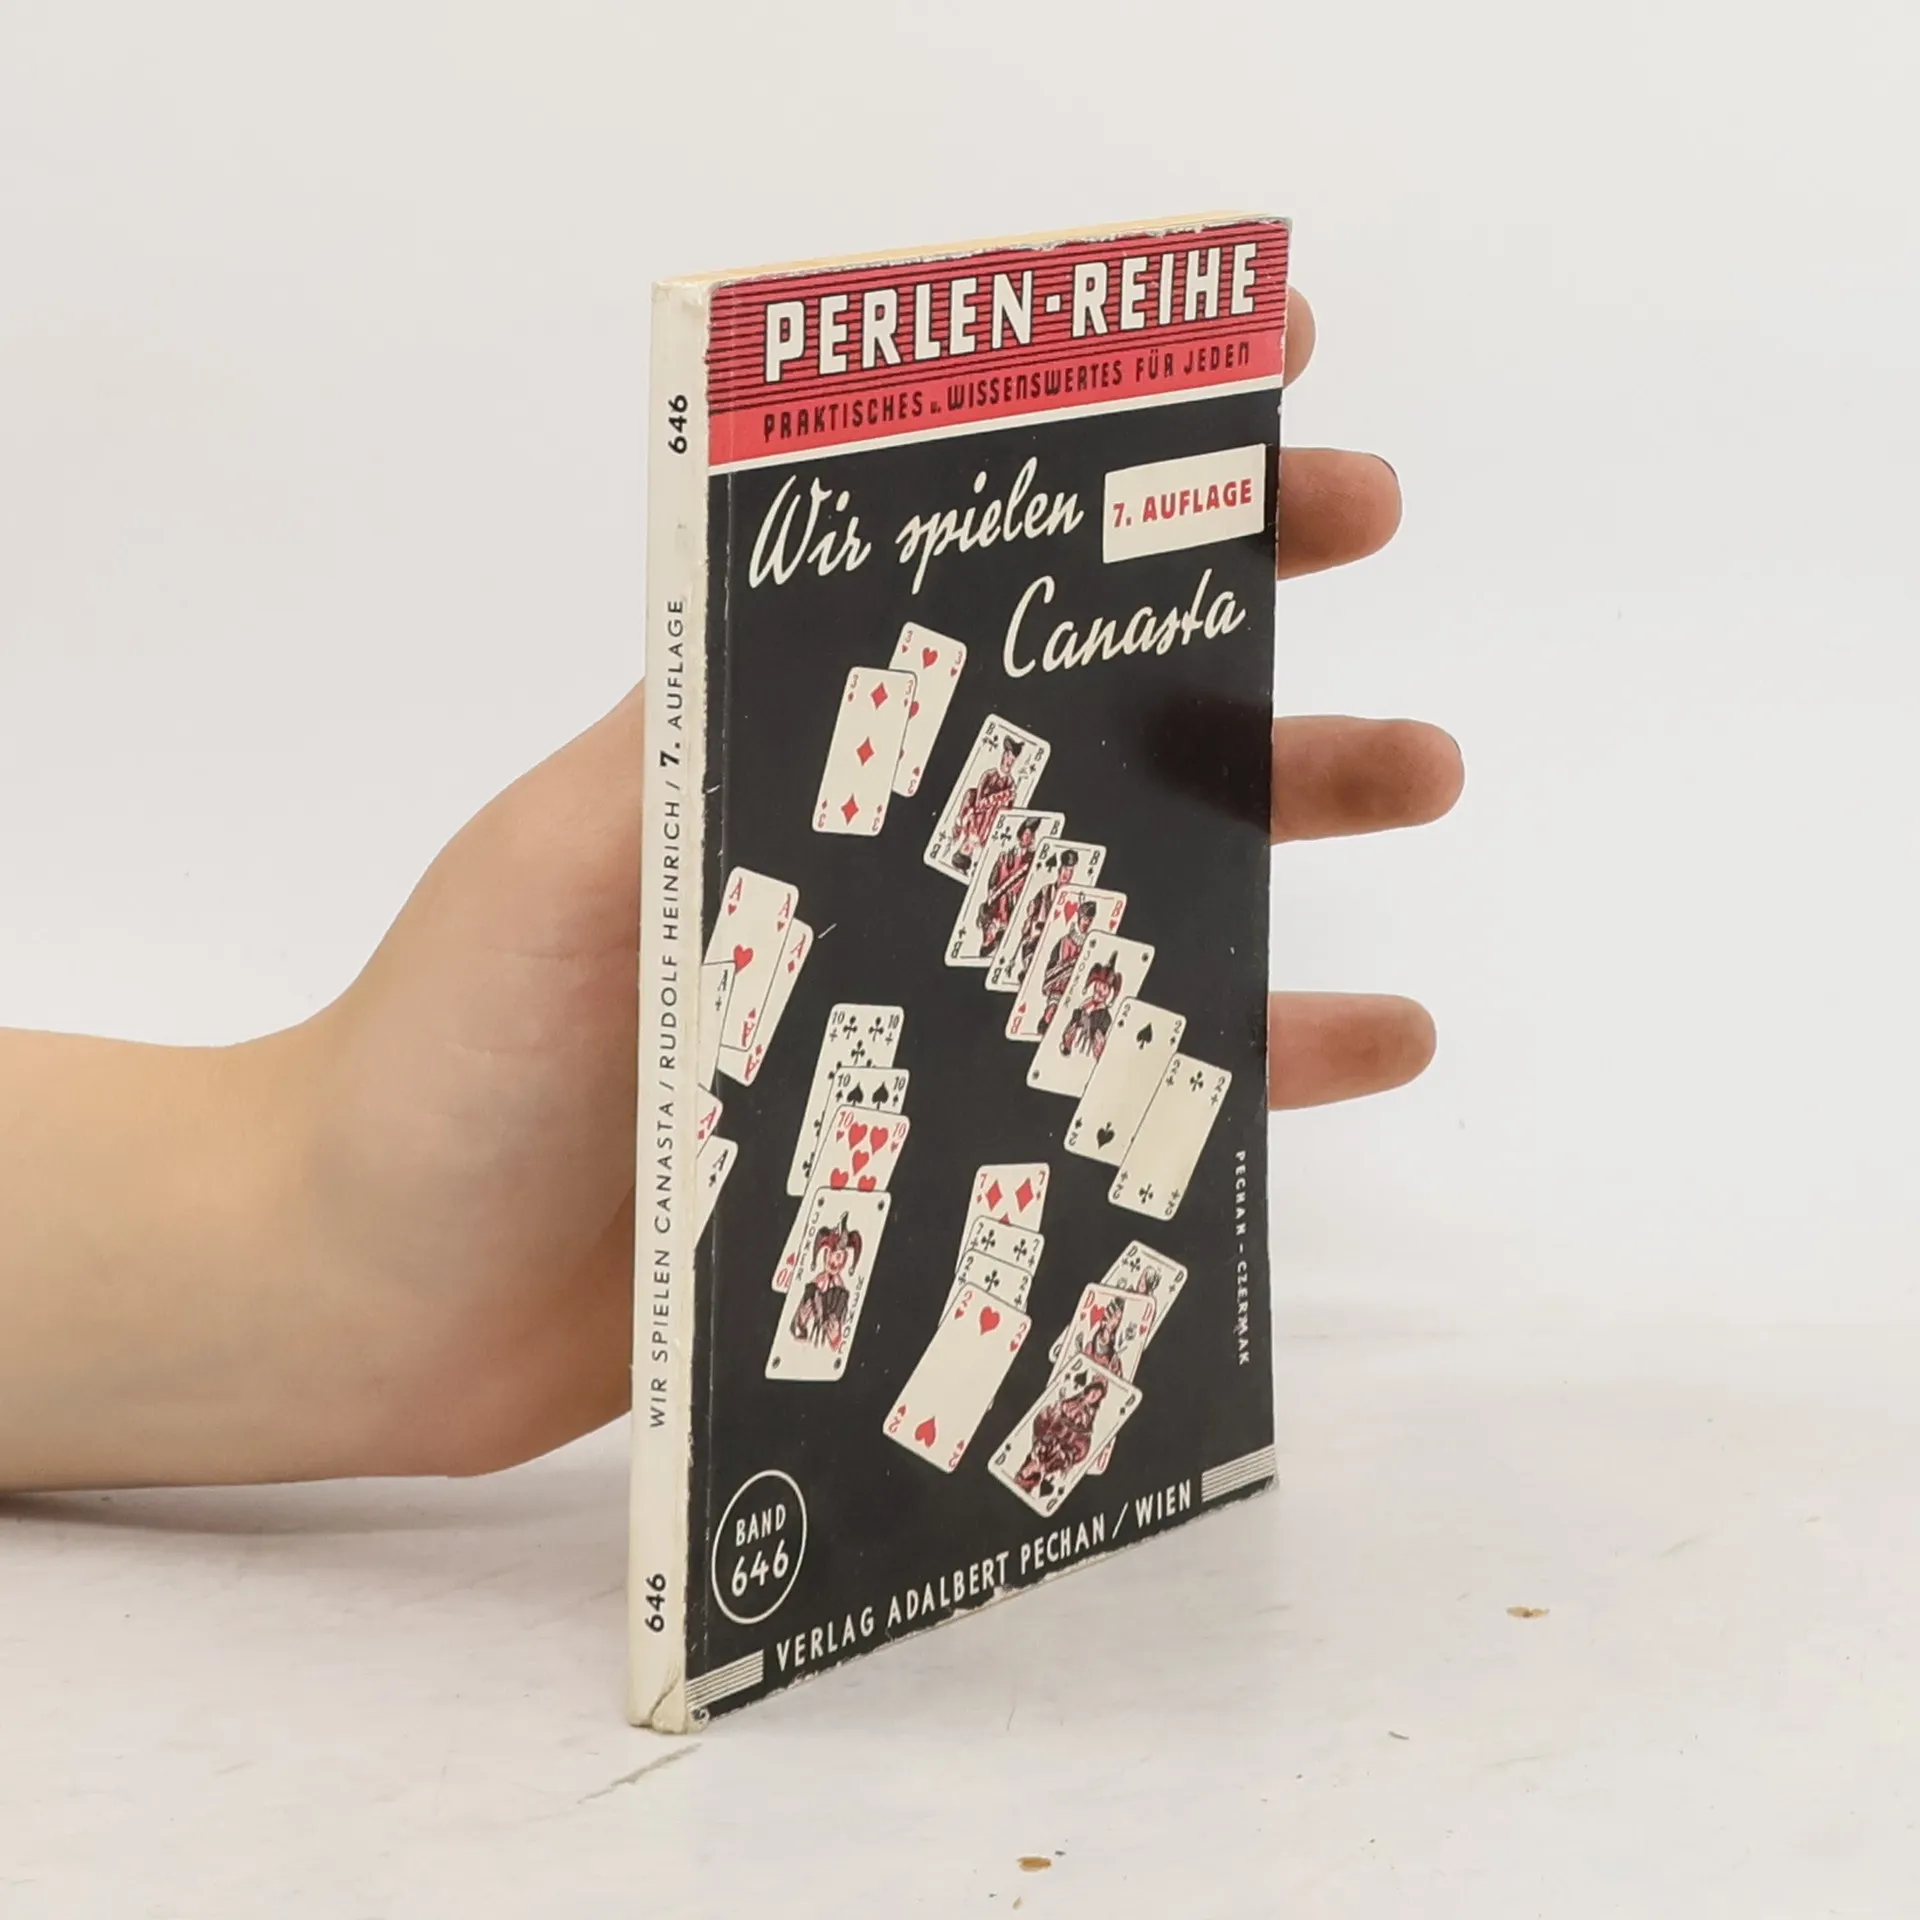 PERLEN-REIHE
PRAKTISCHES u. WISSENSWERTES FÜR JEDEN
Wir spielen
7. AUFLAGE
Canasta
PECHAN - CZERMAK
BAND
646
VERLAG ADALBERT PECHAN / WIEN
646
WIR SPIELEN CANASTA / RUDOLF HEINRICH / 7. AUFLAGE
646